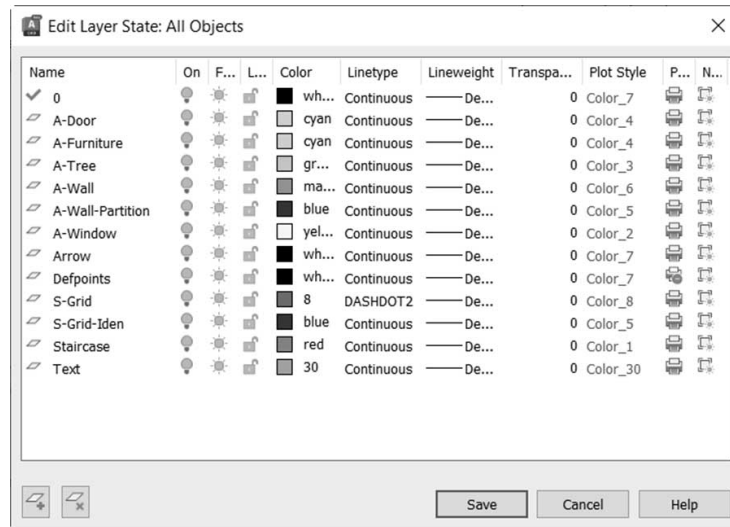 Edit Layer State: All Objects
Name On F... L... Color Linetype Lineweight Transpa... Plot Style P... N...
0 wh... Continuous De... 0 Color_7
A-Door cyan Continuous De... 0 Color_4
A-Furniture cyan Continuous De... 0 Color_4
A-Tree gr... Continuous De... 0 Color_3
A-Wall ma... Continuous De... 0 Color_6
A-Wall-Partition blue Continuous De... 0 Color_5
A-Window yel... Continuous De... 0 Color_2
Arrow wh... Continuous De... 0 Color_7
Defpoints wh... Continuous De... 0 Color_7
S-Grid 8 DASHDOT2 De... 0 Color_8
S-Grid-Iden blue Continuous De... 0 Color_5
Staircase red Continuous De... 0 Color_1
Text 30 Continuous De... 0 Color_30
Save Cancel Help